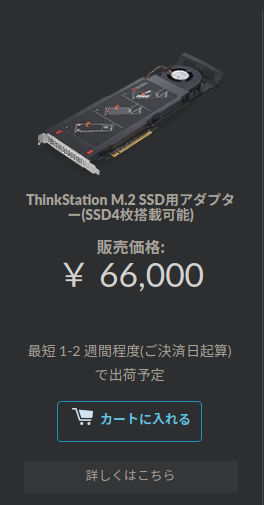 ThinkStation M.2 SSD用アダプタ
ー(SSD4枚搭載可能)
販売価格:
￥ 66,000
最短 1-2 週間程度(ご決済日起算)
で出荷予定
カートに入れる
詳しくはこちら